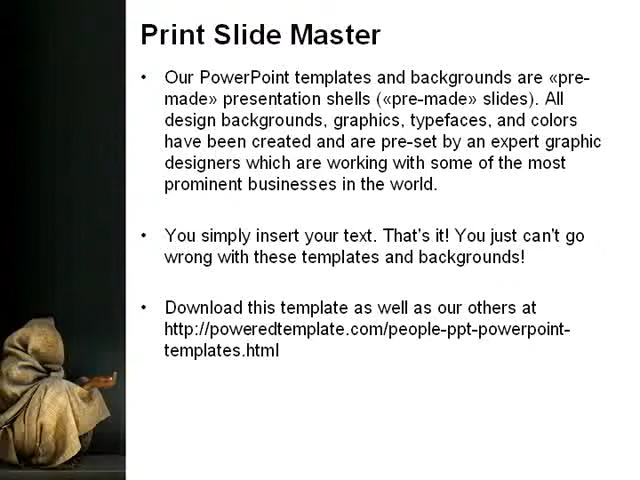 Print Slide Master
• Our PowerPoint templates and backgrounds are «pre-
made» presentation shells («pre-made» slides). All
design backgrounds, graphics, typefaces, and colors
have been created and are pre-set by an expert graphic
designers which are working with some of the most
prominent businesses in the world.
• You simply insert your text. That's it! You just can't go
wrong with these templates and backgrounds!
• Download this template as well as our others at
http://poweredtemplate.com/people-ppt-powerpoint-
templates.html